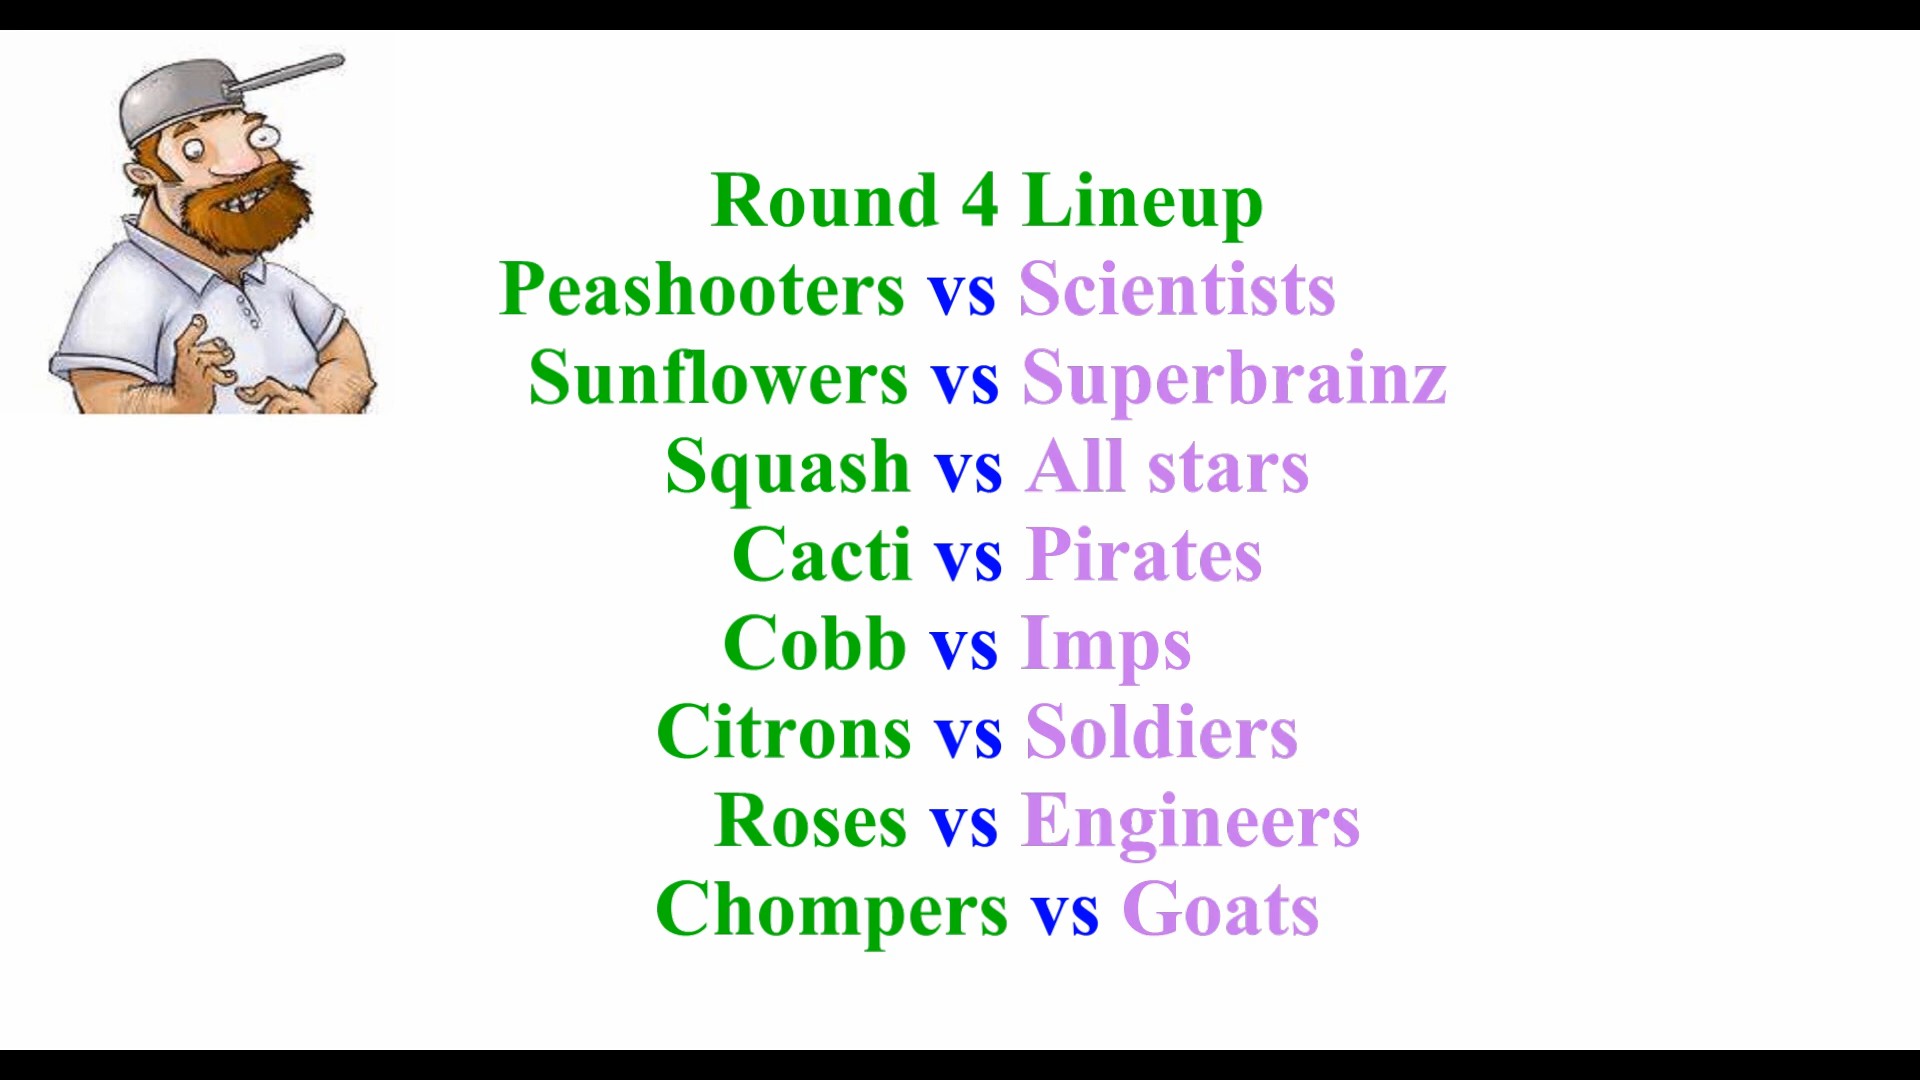 Round 4 Lineup
Peashooters vs Scientists
Sunflowers vs Superbrainz
Squash vs All stars
Cacti vs Pirates
Cobb vs Imps
Citrons vs Soldiers
Roses vs Engineers
Chompers vs Goats